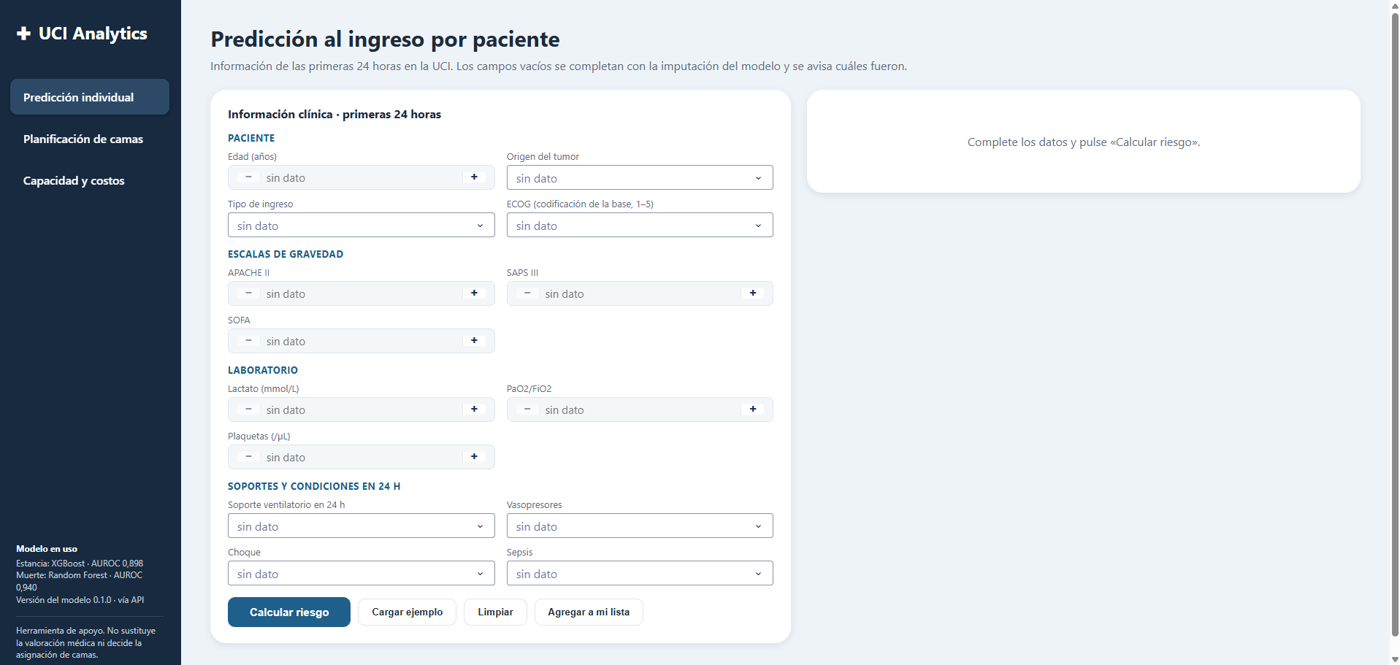 ✚ UCI Analytics
Predicción individual
Planificación de camas
Capacidad y costos
Modelo en uso
Estancia: XGBoost · AUROC 0,898
Muerte: Random Forest · AUROC
0,940
Versión del modelo 0.1.0 · vía API
Herramienta de apoyo. No sustituye
la valoración médica ni decide la
asignación de camas.
Predicción al ingreso por paciente
Información de las primeras 24 horas en la UCI. Los campos vacíos se completan con la imputación del modelo y se avisa cuáles fueron.
Información clínica · primeras 24 horas
PACIENTE
Edad (años) Origen del tumor
− sin dato + sin dato
Tipo de ingreso ECOG (codificación de la base, 1–5)
sin dato sin dato
ESCALAS DE GRAVEDAD
APACHE II SAPS III
− sin dato + − sin dato +
SOFA
− sin dato +
LABORATORIO
Lactato (mmol/L) PaO2/FiO2
− sin dato + − sin dato +
Plaquetas (/µL)
− sin dato +
SOPORTES Y CONDICIONES EN 24 H
Soporte ventilatorio en 24 h Vasopresores
sin dato sin dato
Choque Sepsis
sin dato sin dato
Calcular riesgo Cargar ejemplo Limpiar Agregar a mi lista
Complete los datos y pulse «Calcular riesgo».